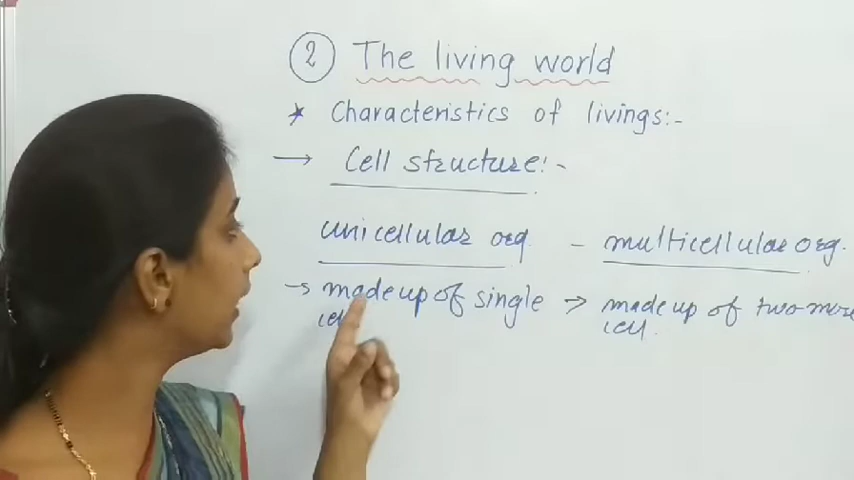 ② The living world
* Characteristics of livings:-
→ Cell structure:-
unicellular org. - multicellular org.
→ made up of single → made up of two more
cell cell.